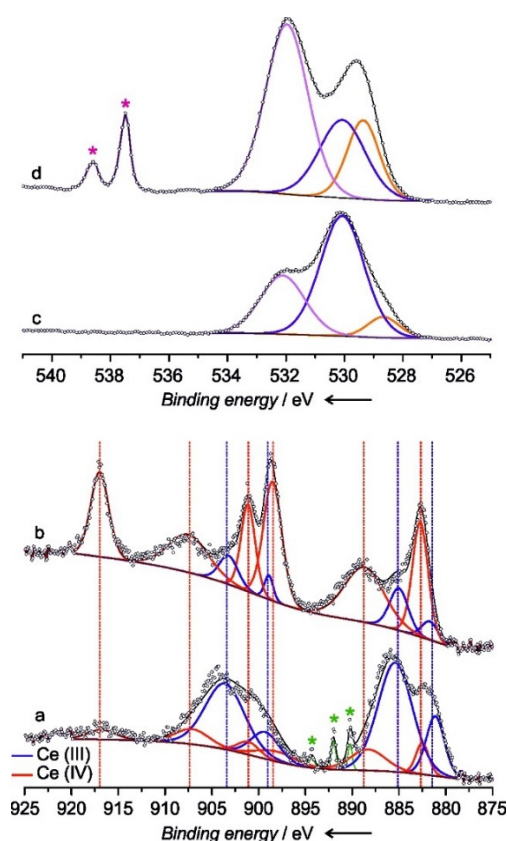 * *
d
c
540 538 536 534 532 530 528 526
Binding energy / eV ←
b
* * *
a
Ce (III)
Ce (IV)
925 920 915 910 905 900 895 890 885 880 875
Binding energy / eV ←